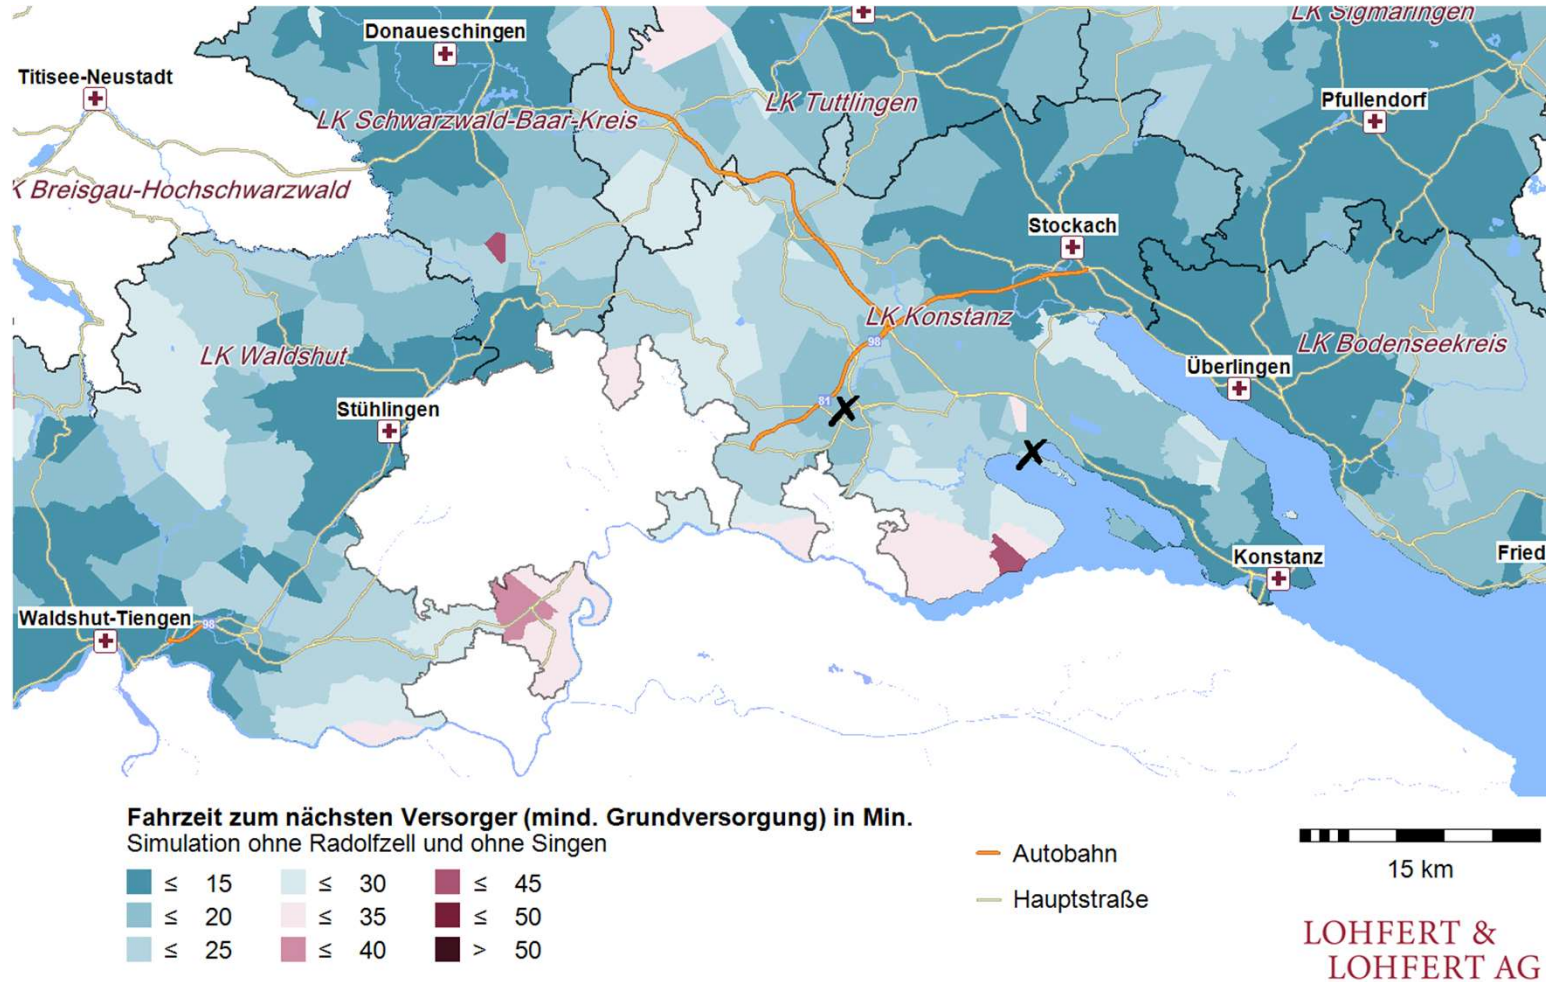 LK Sigmaringen
Donaueschingen
Titisee-Neustadt
LK Tuttlingen
Pfullendorf
LK Schwarzwald-Baar-Kreis
K Breisgau-Hochschwarzwald
Stockach
LK Konstanz
98
LK Waldshut
LK Bodenseekreis
Überlingen
81
Stühlingen
Konstanz
Fried
Waldshut-Tiengen
98
Fahrzeit zum nächsten Versorger (mind. Grundversorgung) in Min.
Simulation ohne Radolfzell und ohne Singen
≤ 15
≤ 20
≤ 25
≤ 30
≤ 35
≤ 40
≤ 45
≤ 50
> 50
Autobahn
Hauptstraße
15 km
LOHFERT &
LOHFERT AG